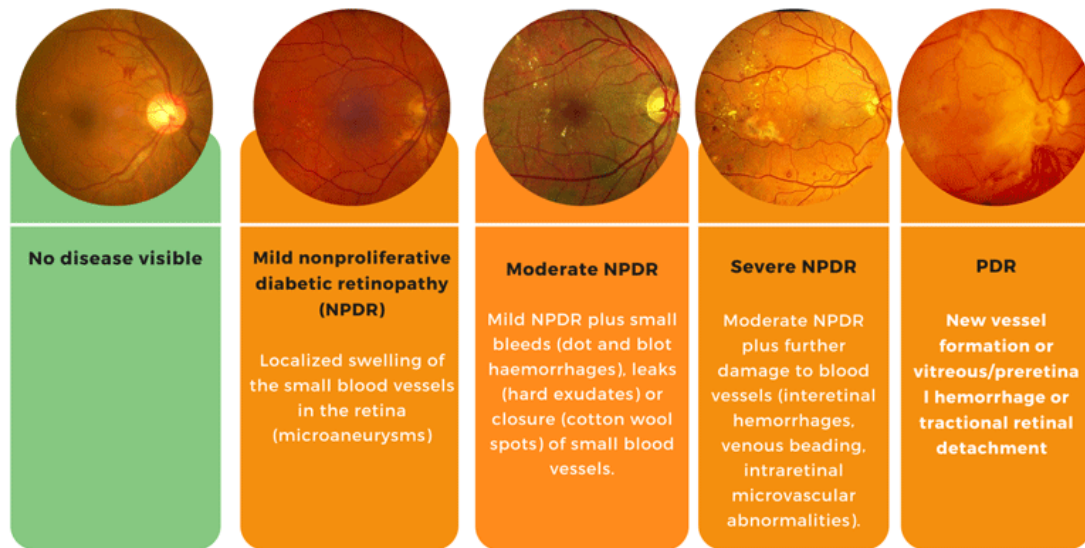 No disease visible
Mild nonproliferative
diabetic retinopathy
(NPDR)
Localized swelling of
the small blood vessels
in the retina
(microaneurysms)
Moderate NPDR
Mild NPDR plus small
bleeds (dot and blot
haemorrhages), leaks
(hard exudates) or
closure (cotton wool
spots) of small blood
vessels.
Severe NPDR
Moderate NPDR
plus further
damage to blood
vessels (interetinal
hemorrhages,
venous beading,
intraretinal
microvascular
abnormalities).
PDR
New vessel
formation or
vitreous/preretina
l hemorrhage or
tractional retinal
detachment